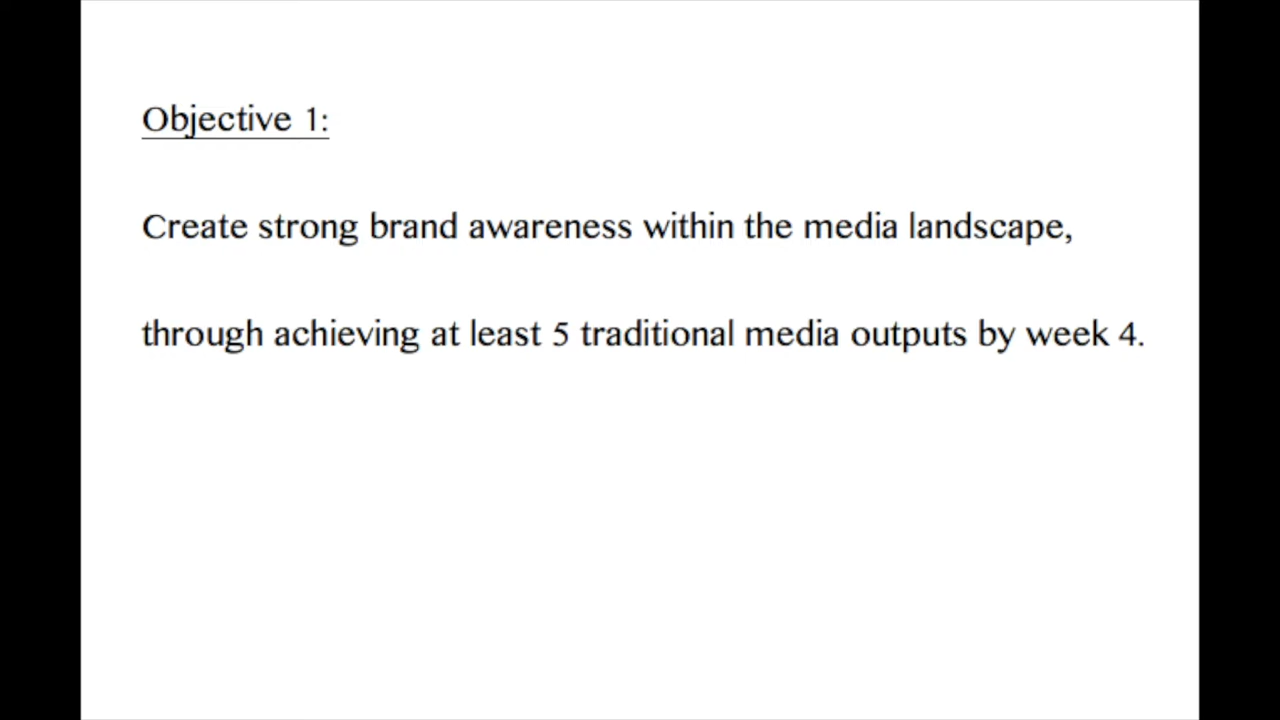 Objective 1:
Create strong brand awareness within the media landscape,
through achieving at least 5 traditional media outputs by week 4.